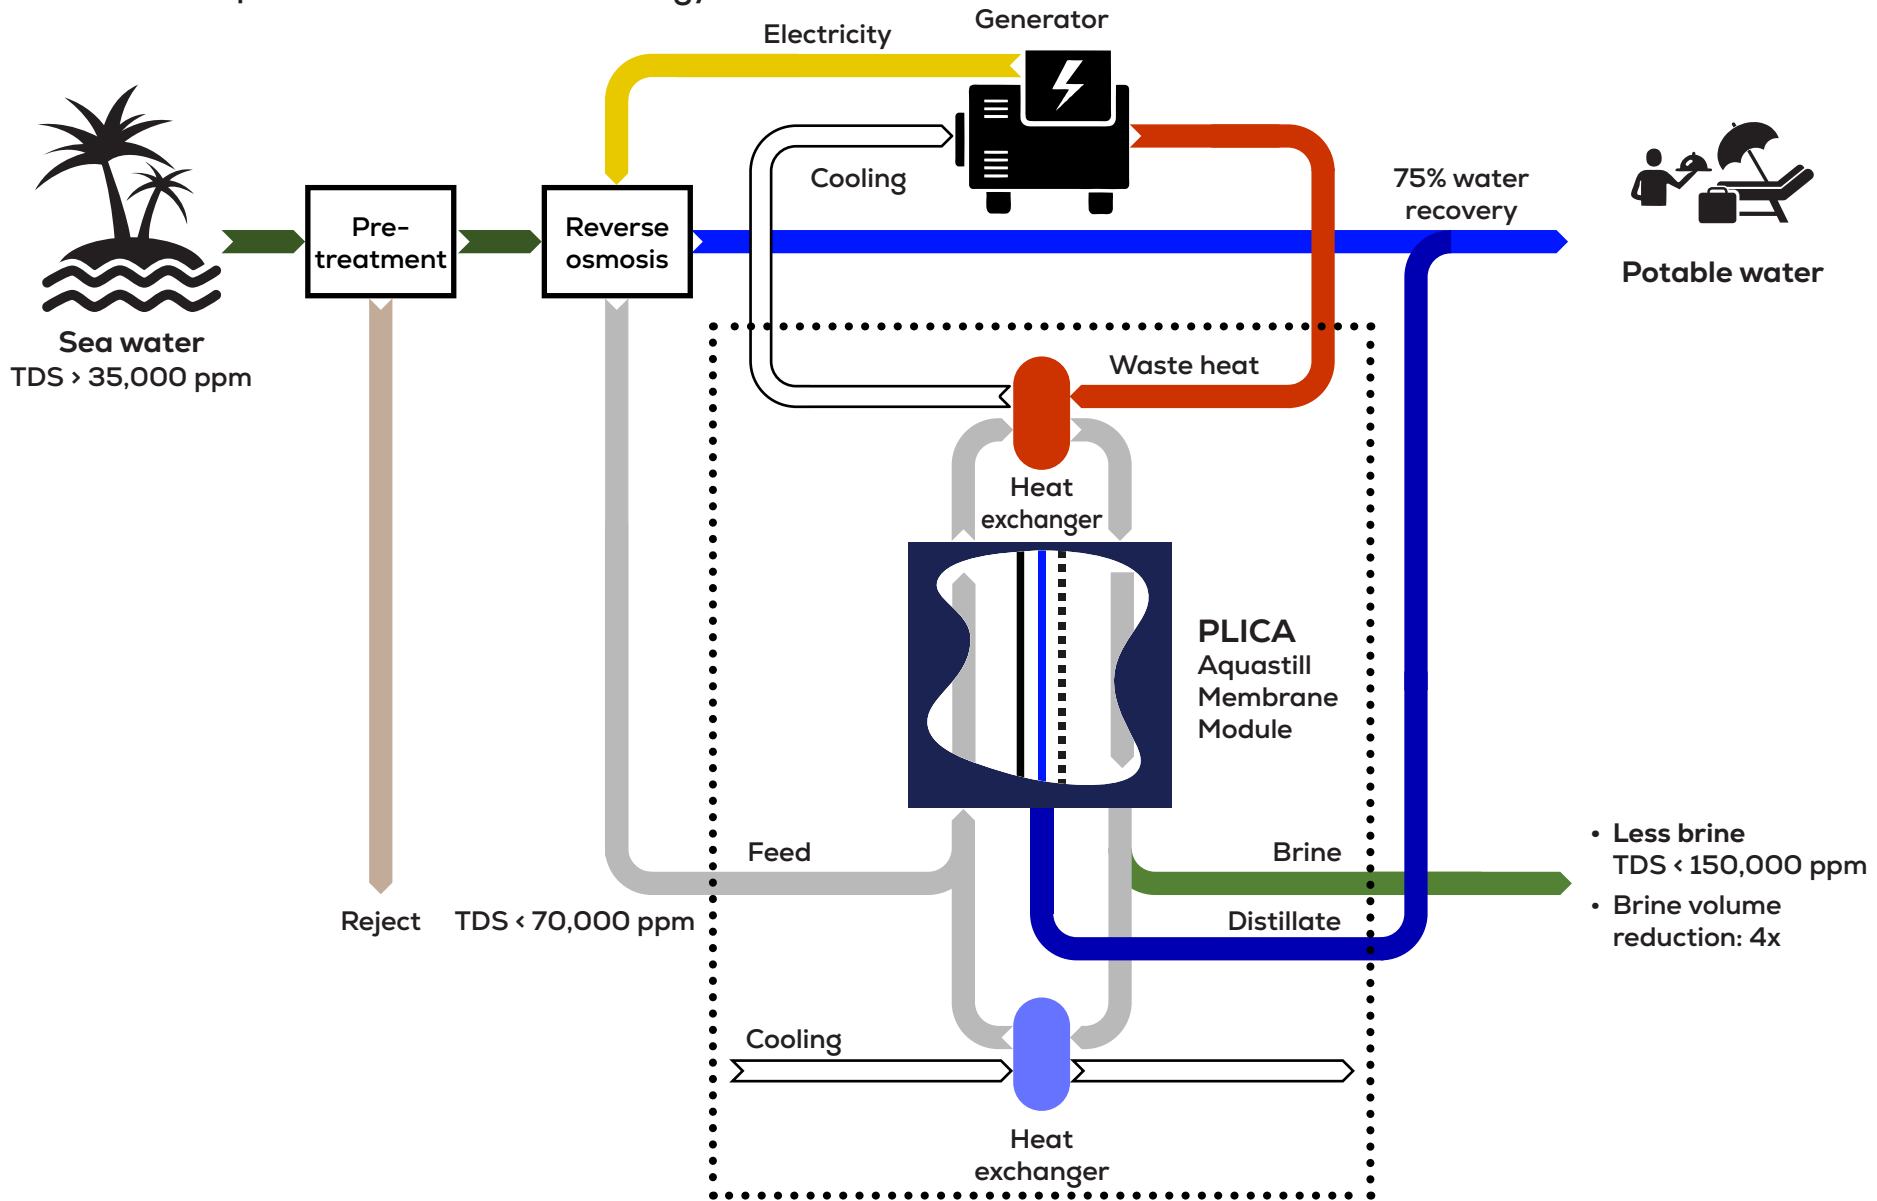 Electricity
Generator
Cooling
75% water
recovery
Pre-
treatment
Reverse
osmosis
Potable water
Sea water
TDS > 35,000 ppm
Waste heat
Heat
exchanger
PLICA
Aquastill
Membrane
Module
Feed
Brine
• Less brine
TDS < 150,000 ppm
• Brine volume
reduction: 4x
Reject
TDS < 70,000 ppm
Distillate
Cooling
Heat
exchanger